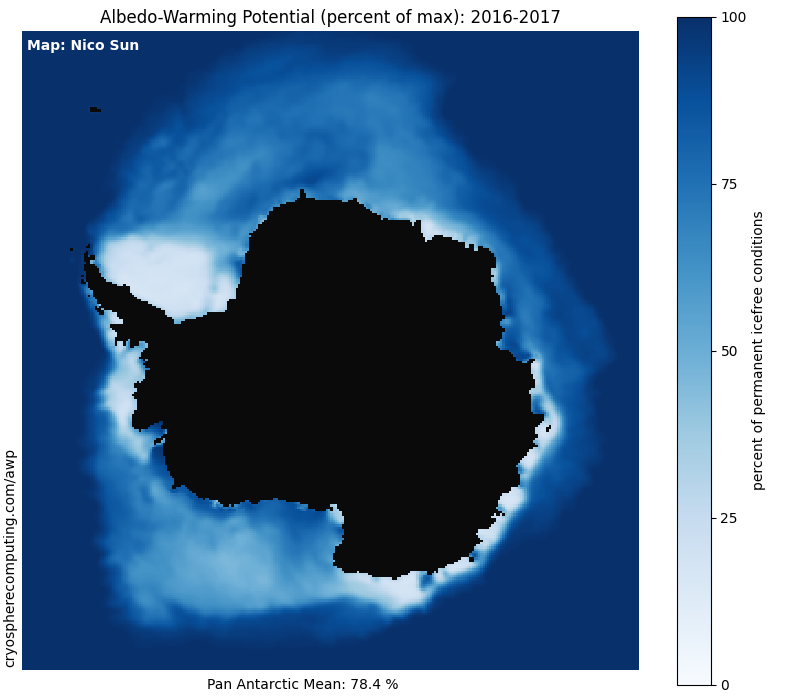 Albedo-Warming Potential (percent of max): 2016-2017
Map: Nico Sun
cryospherecomputing.com/awp
Pan Antarctic Mean: 78.4 %
100
75
50
25
0
percent of permanent icefree conditions